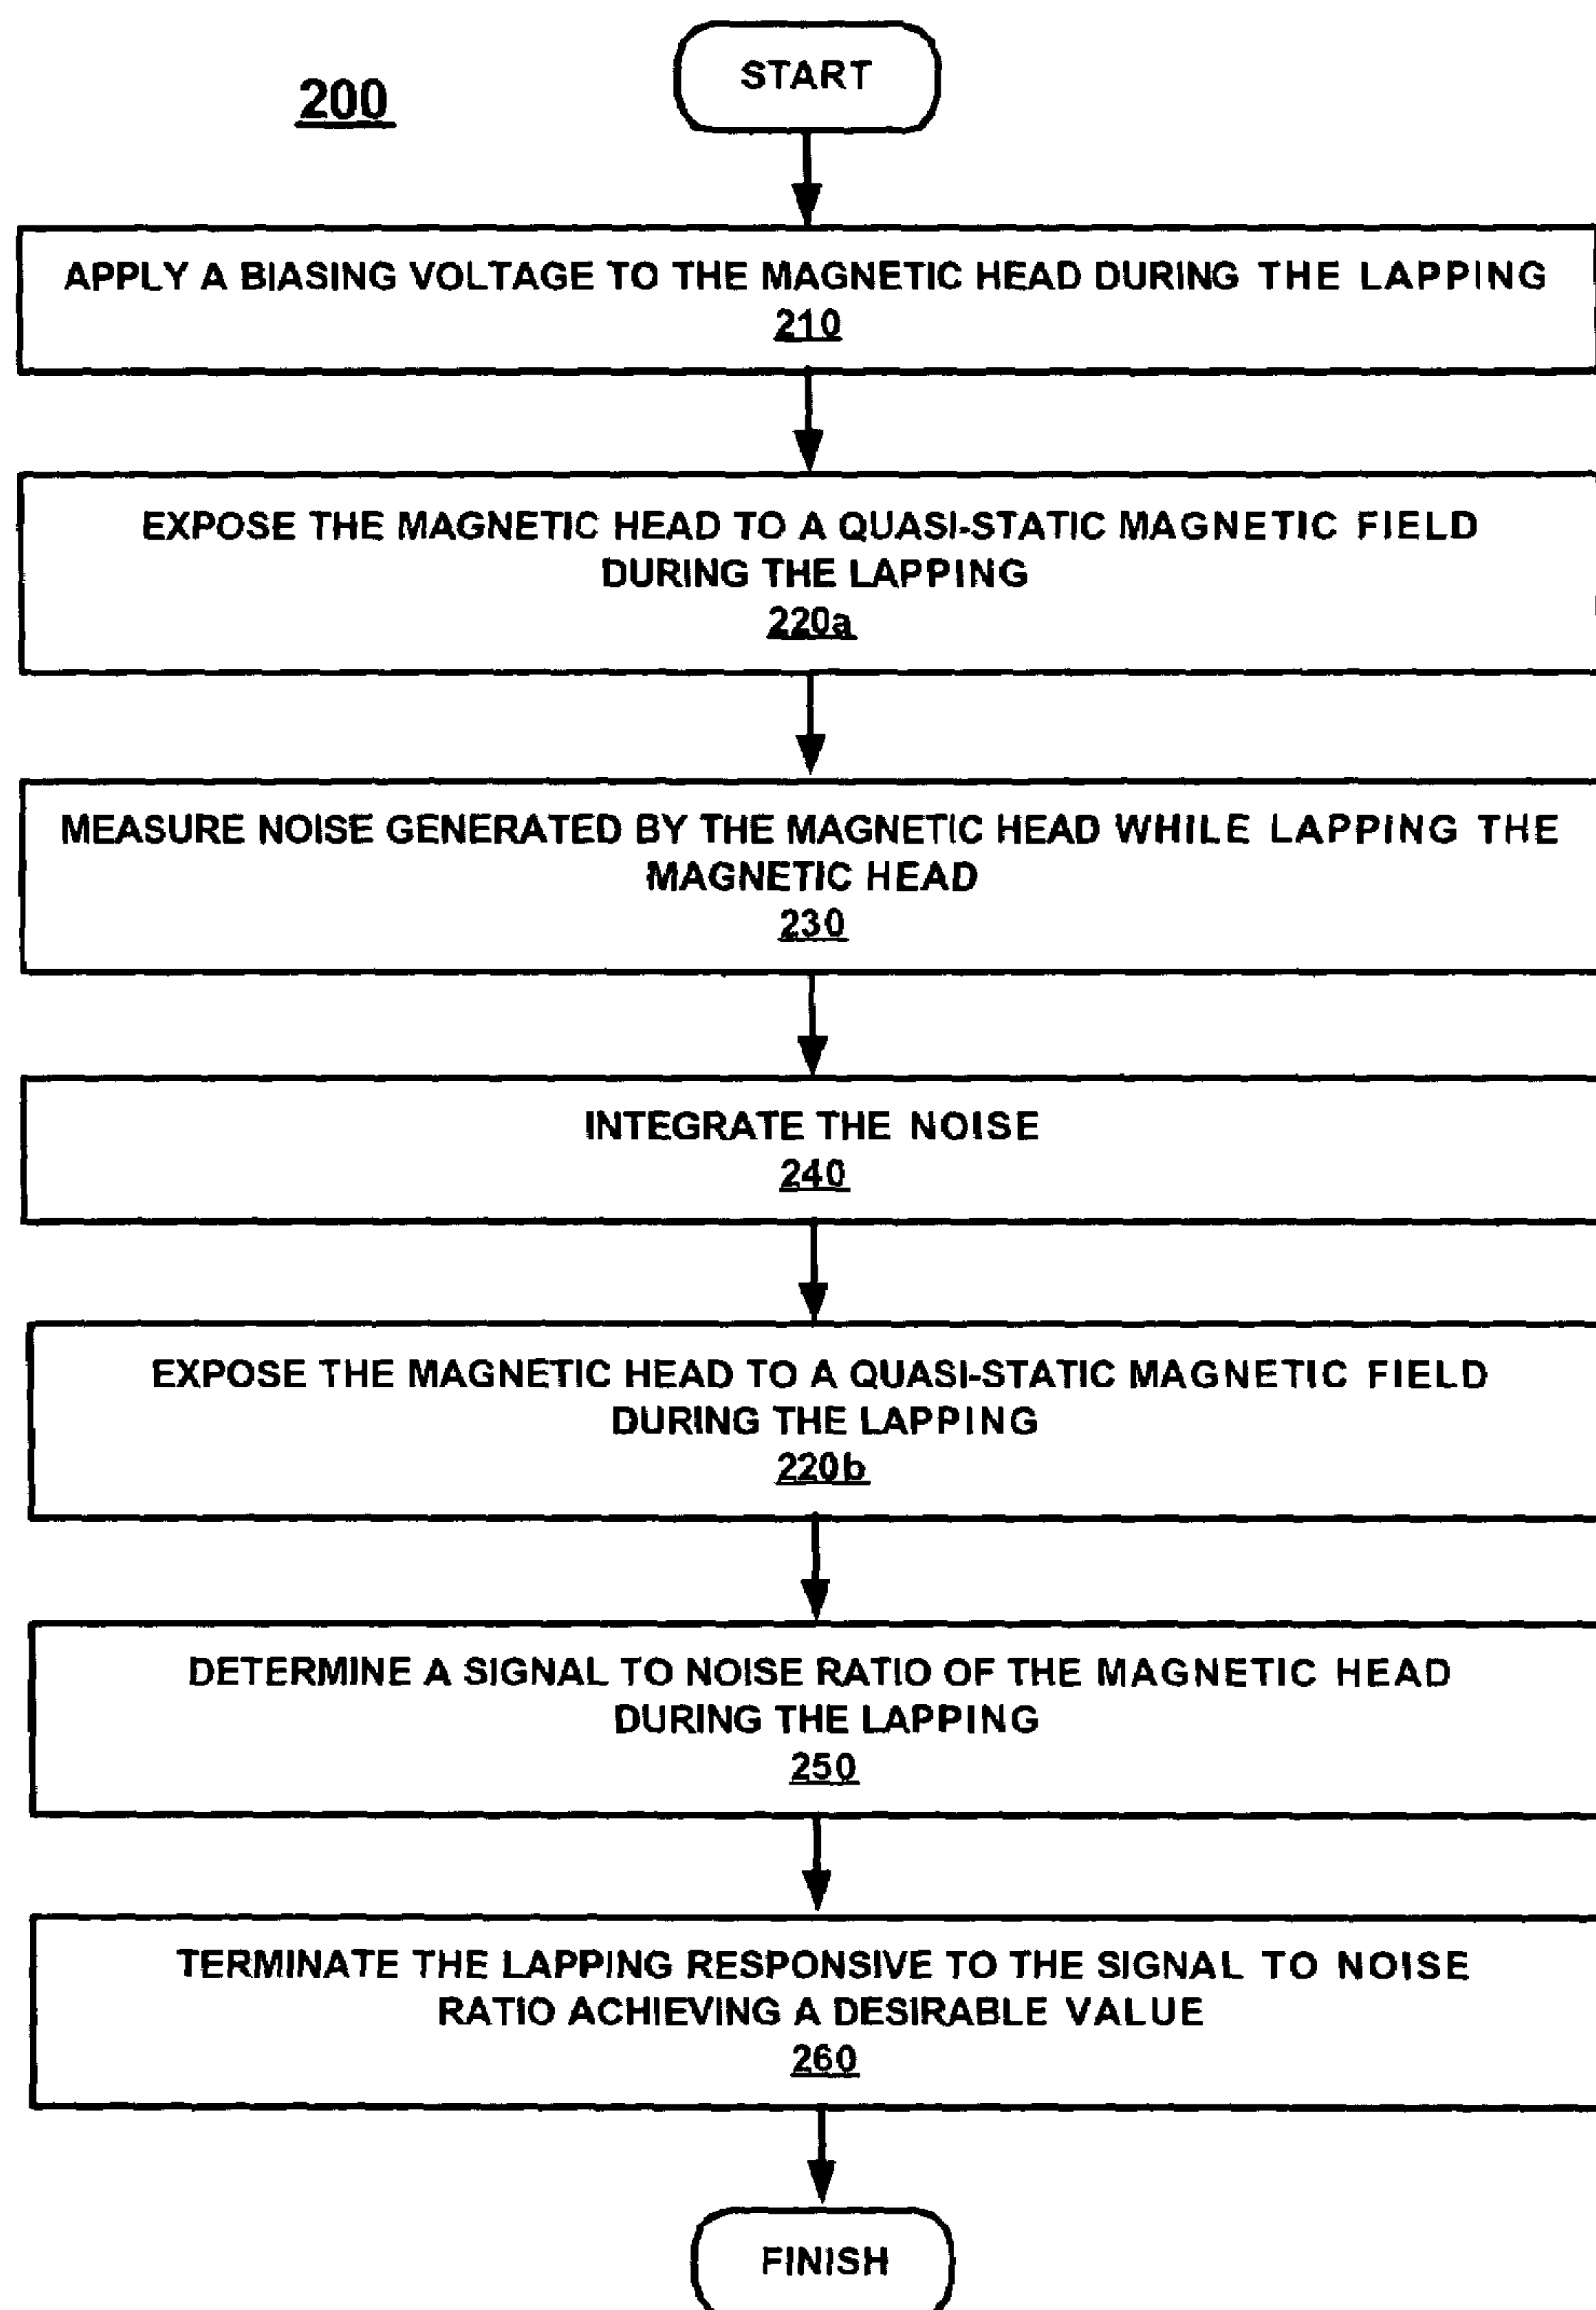 200
START
APPLY A BIASING VOLTAGE TO THE MAGNETIC HEAD DURING THE LAPPING
210
EXPOSE THE MAGNETIC HEAD TO A QUASI-STATIC MAGNETIC FIELD
DURING THE LAPPING
220a
MEASURE NOISE GENERATED BY THE MAGNETIC HEAD WHILE LAPPING THE
MAGNETIC HEAD
230
INTEGRATE THE NOISE
240
EXPOSE THE MAGNETIC HEAD TO A QUASI-STATIC MAGNETIC FIELD
DURING THE LAPPING
220b
DETERMINE A SIGNAL TO NOISE RATIO OF THE MAGNETIC HEAD
DURING THE LAPPING
250
TERMINATE THE LAPPING RESPONSIVE TO THE SIGNAL TO NOISE
RATIO ACHIEVING A DESIRABLE VALUE
260
FINISH